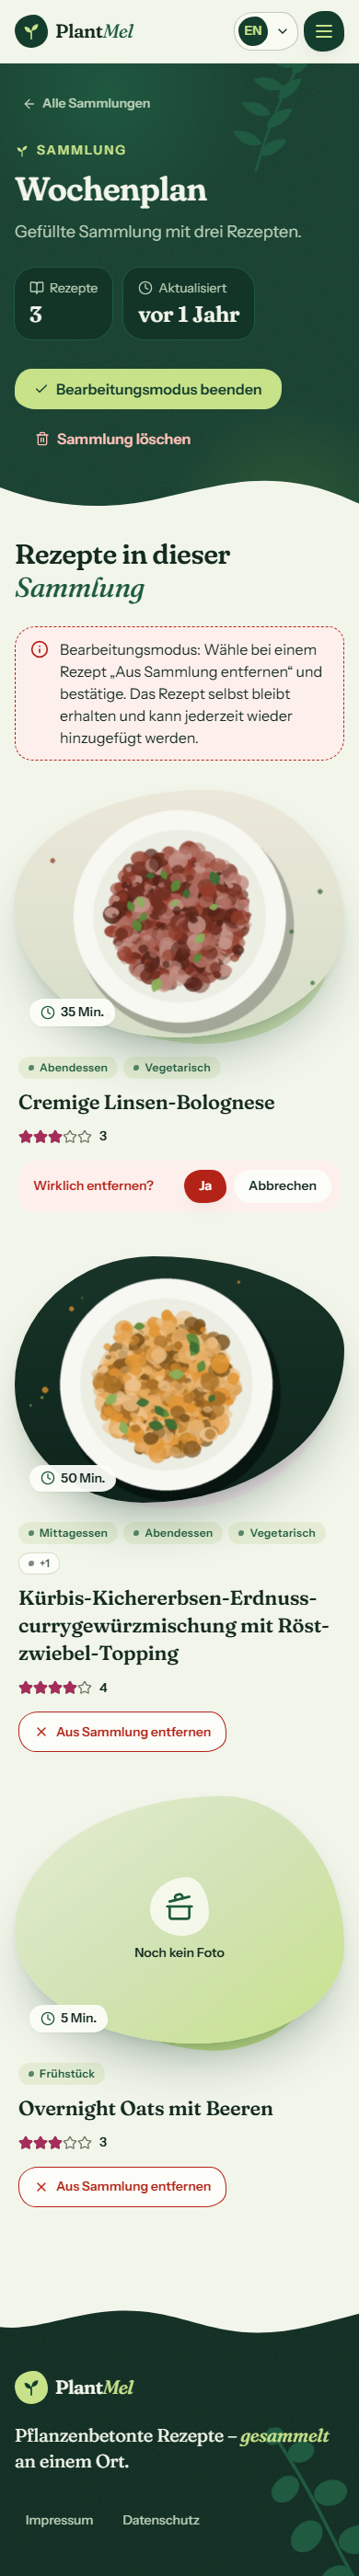 PlantMel
EN
Alle Sammlungen
SAMMLUNG
Wochenplan
Gefüllte Sammlung mit drei Rezepten.
Rezepte
3
Aktualisiert
vor 1 Jahr
Bearbeitungsmodus beenden
Sammlung löschen
Rezepte in dieser
Sammlung
Bearbeitungsmodus: Wähle bei einem
Rezept „Aus Sammlung entfernen“ und
bestätige. Das Rezept selbst bleibt
erhalten und kann jederzeit wieder
hinzugefügt werden.
35 Min.
Abendessen
Vegetarisch
Cremige Linsen-Bolognese
3
Wirklich entfernen?
Ja
Abbrechen
50 Min.
Mittagessen
Abendessen
Vegetarisch
+1
Kürbis-Kichererbsen-Erdnuss-
currygewürzmischung mit Röst-
zwiebel-Topping
4
Aus Sammlung entfernen
Noch kein Foto
5 Min.
Frühstück
Overnight Oats mit Beeren
3
Aus Sammlung entfernen
PlantMel
Pflanzenbetonte Rezepte – gesammelt
an einem Ort.
Impressum
Datenschutz